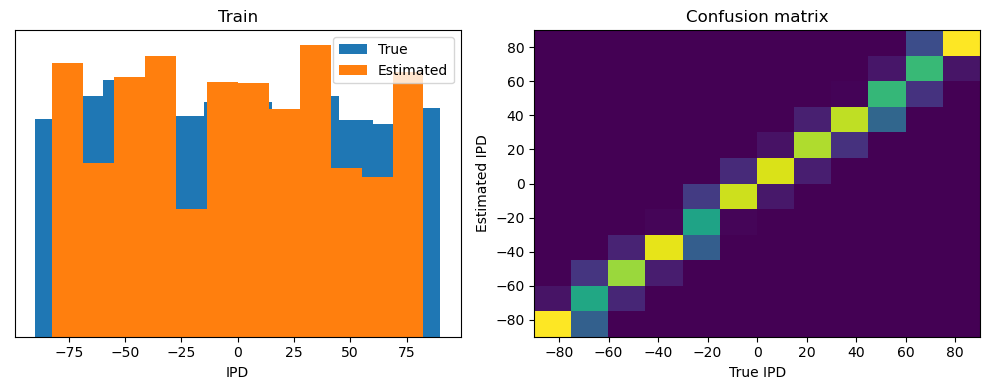 Train
True
Estimated
−75 −50 −25 0 25 50 75
IPD
Confusion matrix
80
60
40
20
0
−20
−40
−60
−80
Estimated IPD
−80 −60 −40 −20 0 20 40 60 80
True IPD